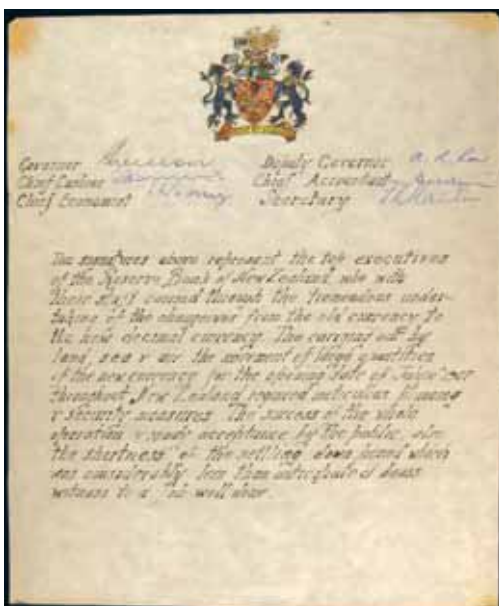 Governor Deputy Governor
Chief Cashier Chief Accountant
Chief Economist Secretary
The signatures above represent the top executives
of the Reserve Bank of New Zealand who with
their staff carried through the tremendous under-
taking of the changeover from the old currency to
the new decimal currency. The carrying out by
land, sea & air the movement of large quantities
of the new currency for the opening date of
throughout New Zealand required meticulous planning
& security measures. The success of the whole
operation & ready acceptance by the public, also
the shortness of the settling down period which
was considerably less than anticipated bears
witness to a job well done.